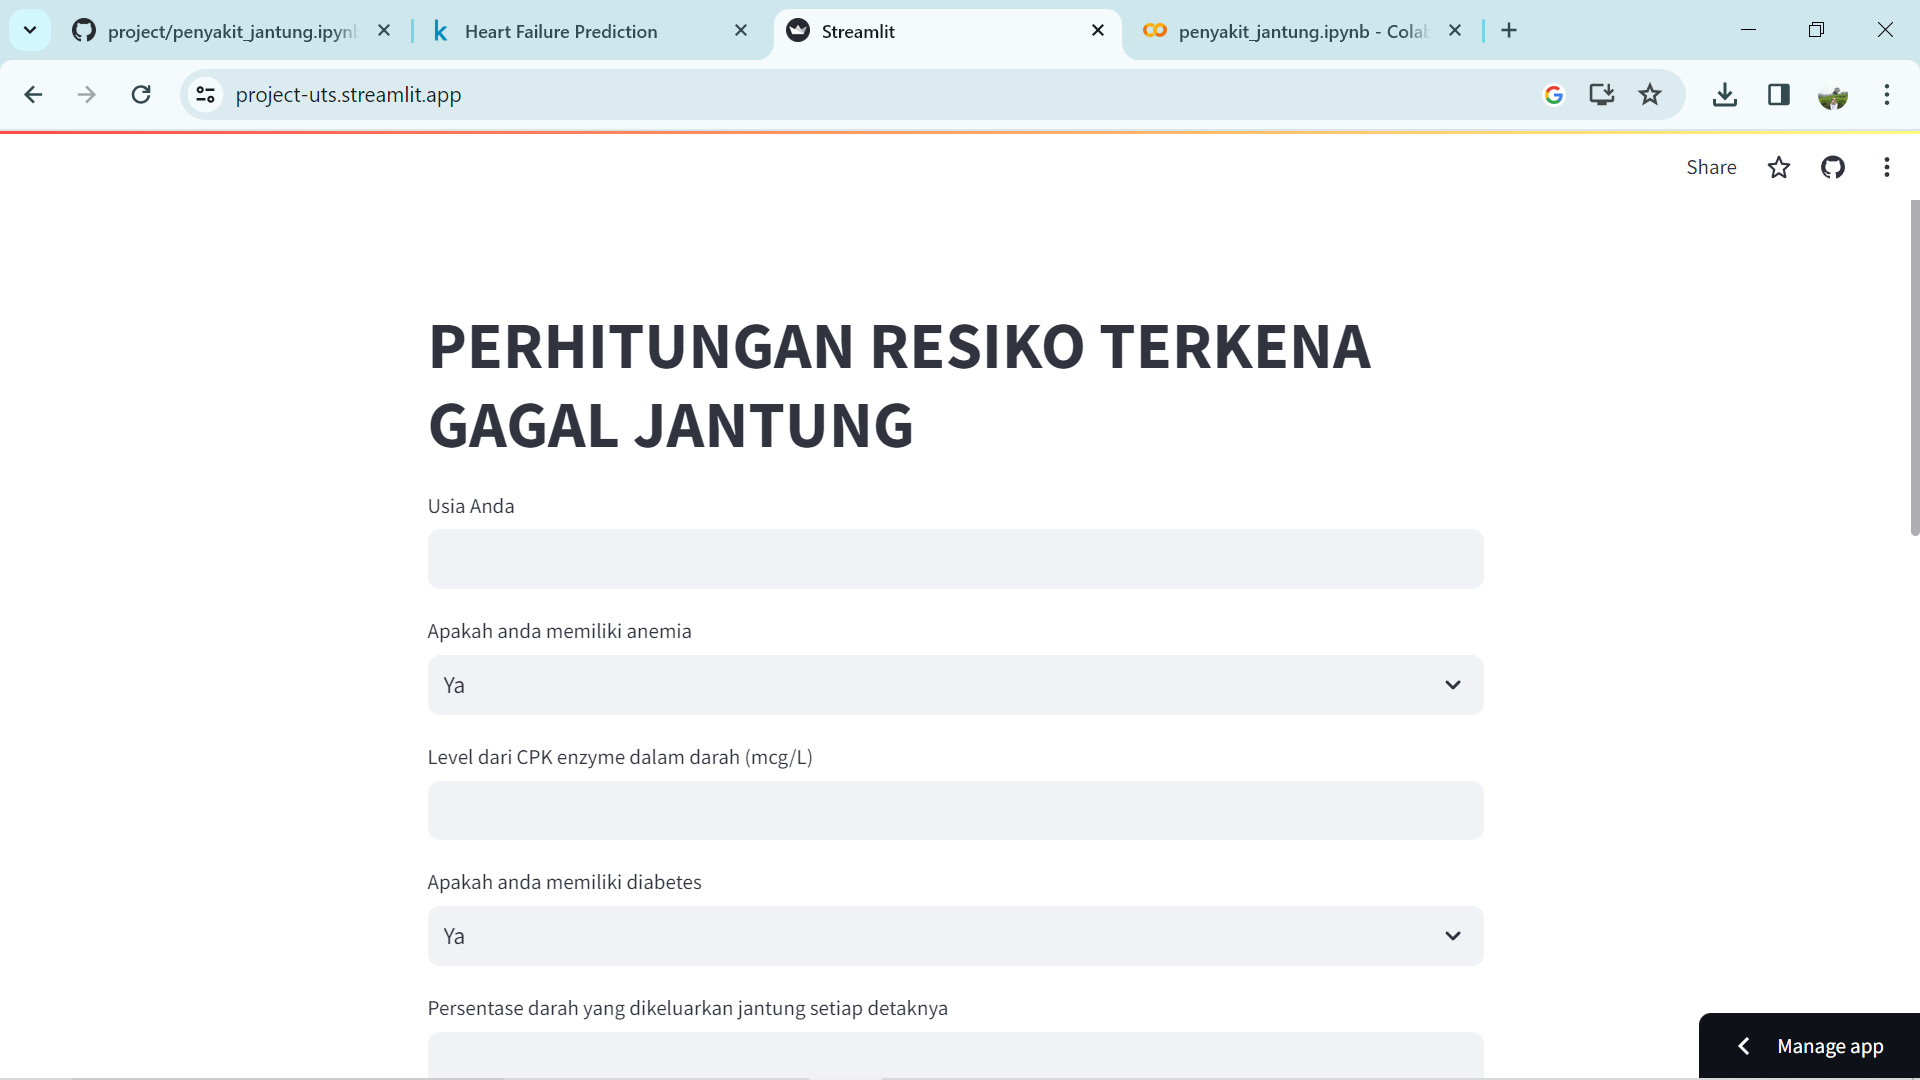 project/penyakit_jantung.ipynb
Heart Failure Prediction
Streamlit
penyakit_jantung.ipynb - Colab
project-uts.streamlit.app
Share
PERHITUNGAN RESIKO TERKENA
GAGAL JANTUNG
Usia Anda
Apakah anda memiliki anemia
Ya
Level dari CPK enzyme dalam darah (mcg/L)
Apakah anda memiliki diabetes
Ya
Persentase darah yang dikeluarkan jantung setiap detaknya
Manage app